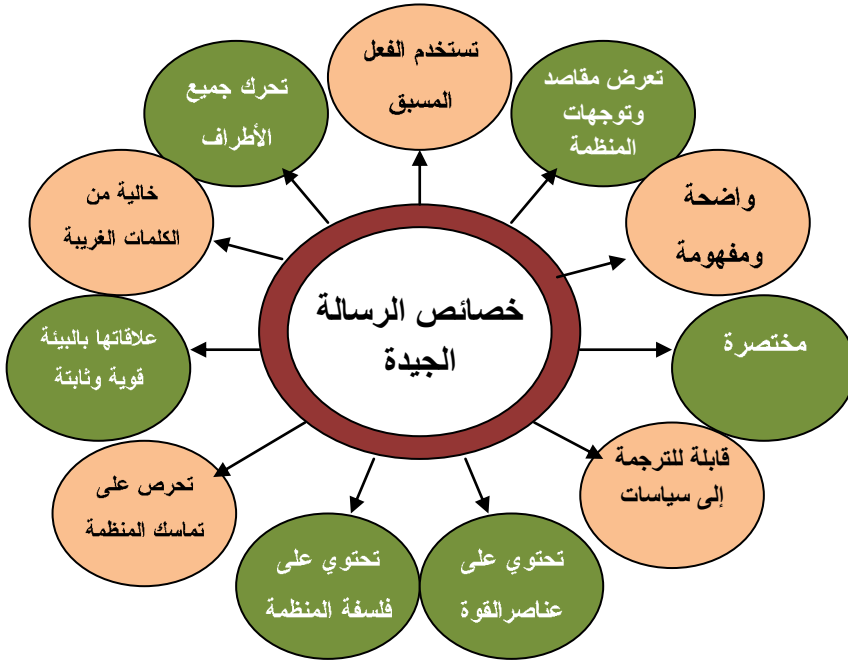 خصائص الرسالة
الجيدة
تستخدم الفعل
المسبق
تعرض مقاصد
وتوجهات
المنظمة
واضحة
ومفهومة
مختصرة
قابلة للترجمة
إلى سياسات
تحتوي على
عناصرالقوة
تحتوي على
فلسفة المنظمة
تحرص على
تماسك المنظمة
علاقاتها بالبيئة
قوية وثابتة
خالية من
الكلمات الغريبة
تحرك جميع
الأطراف